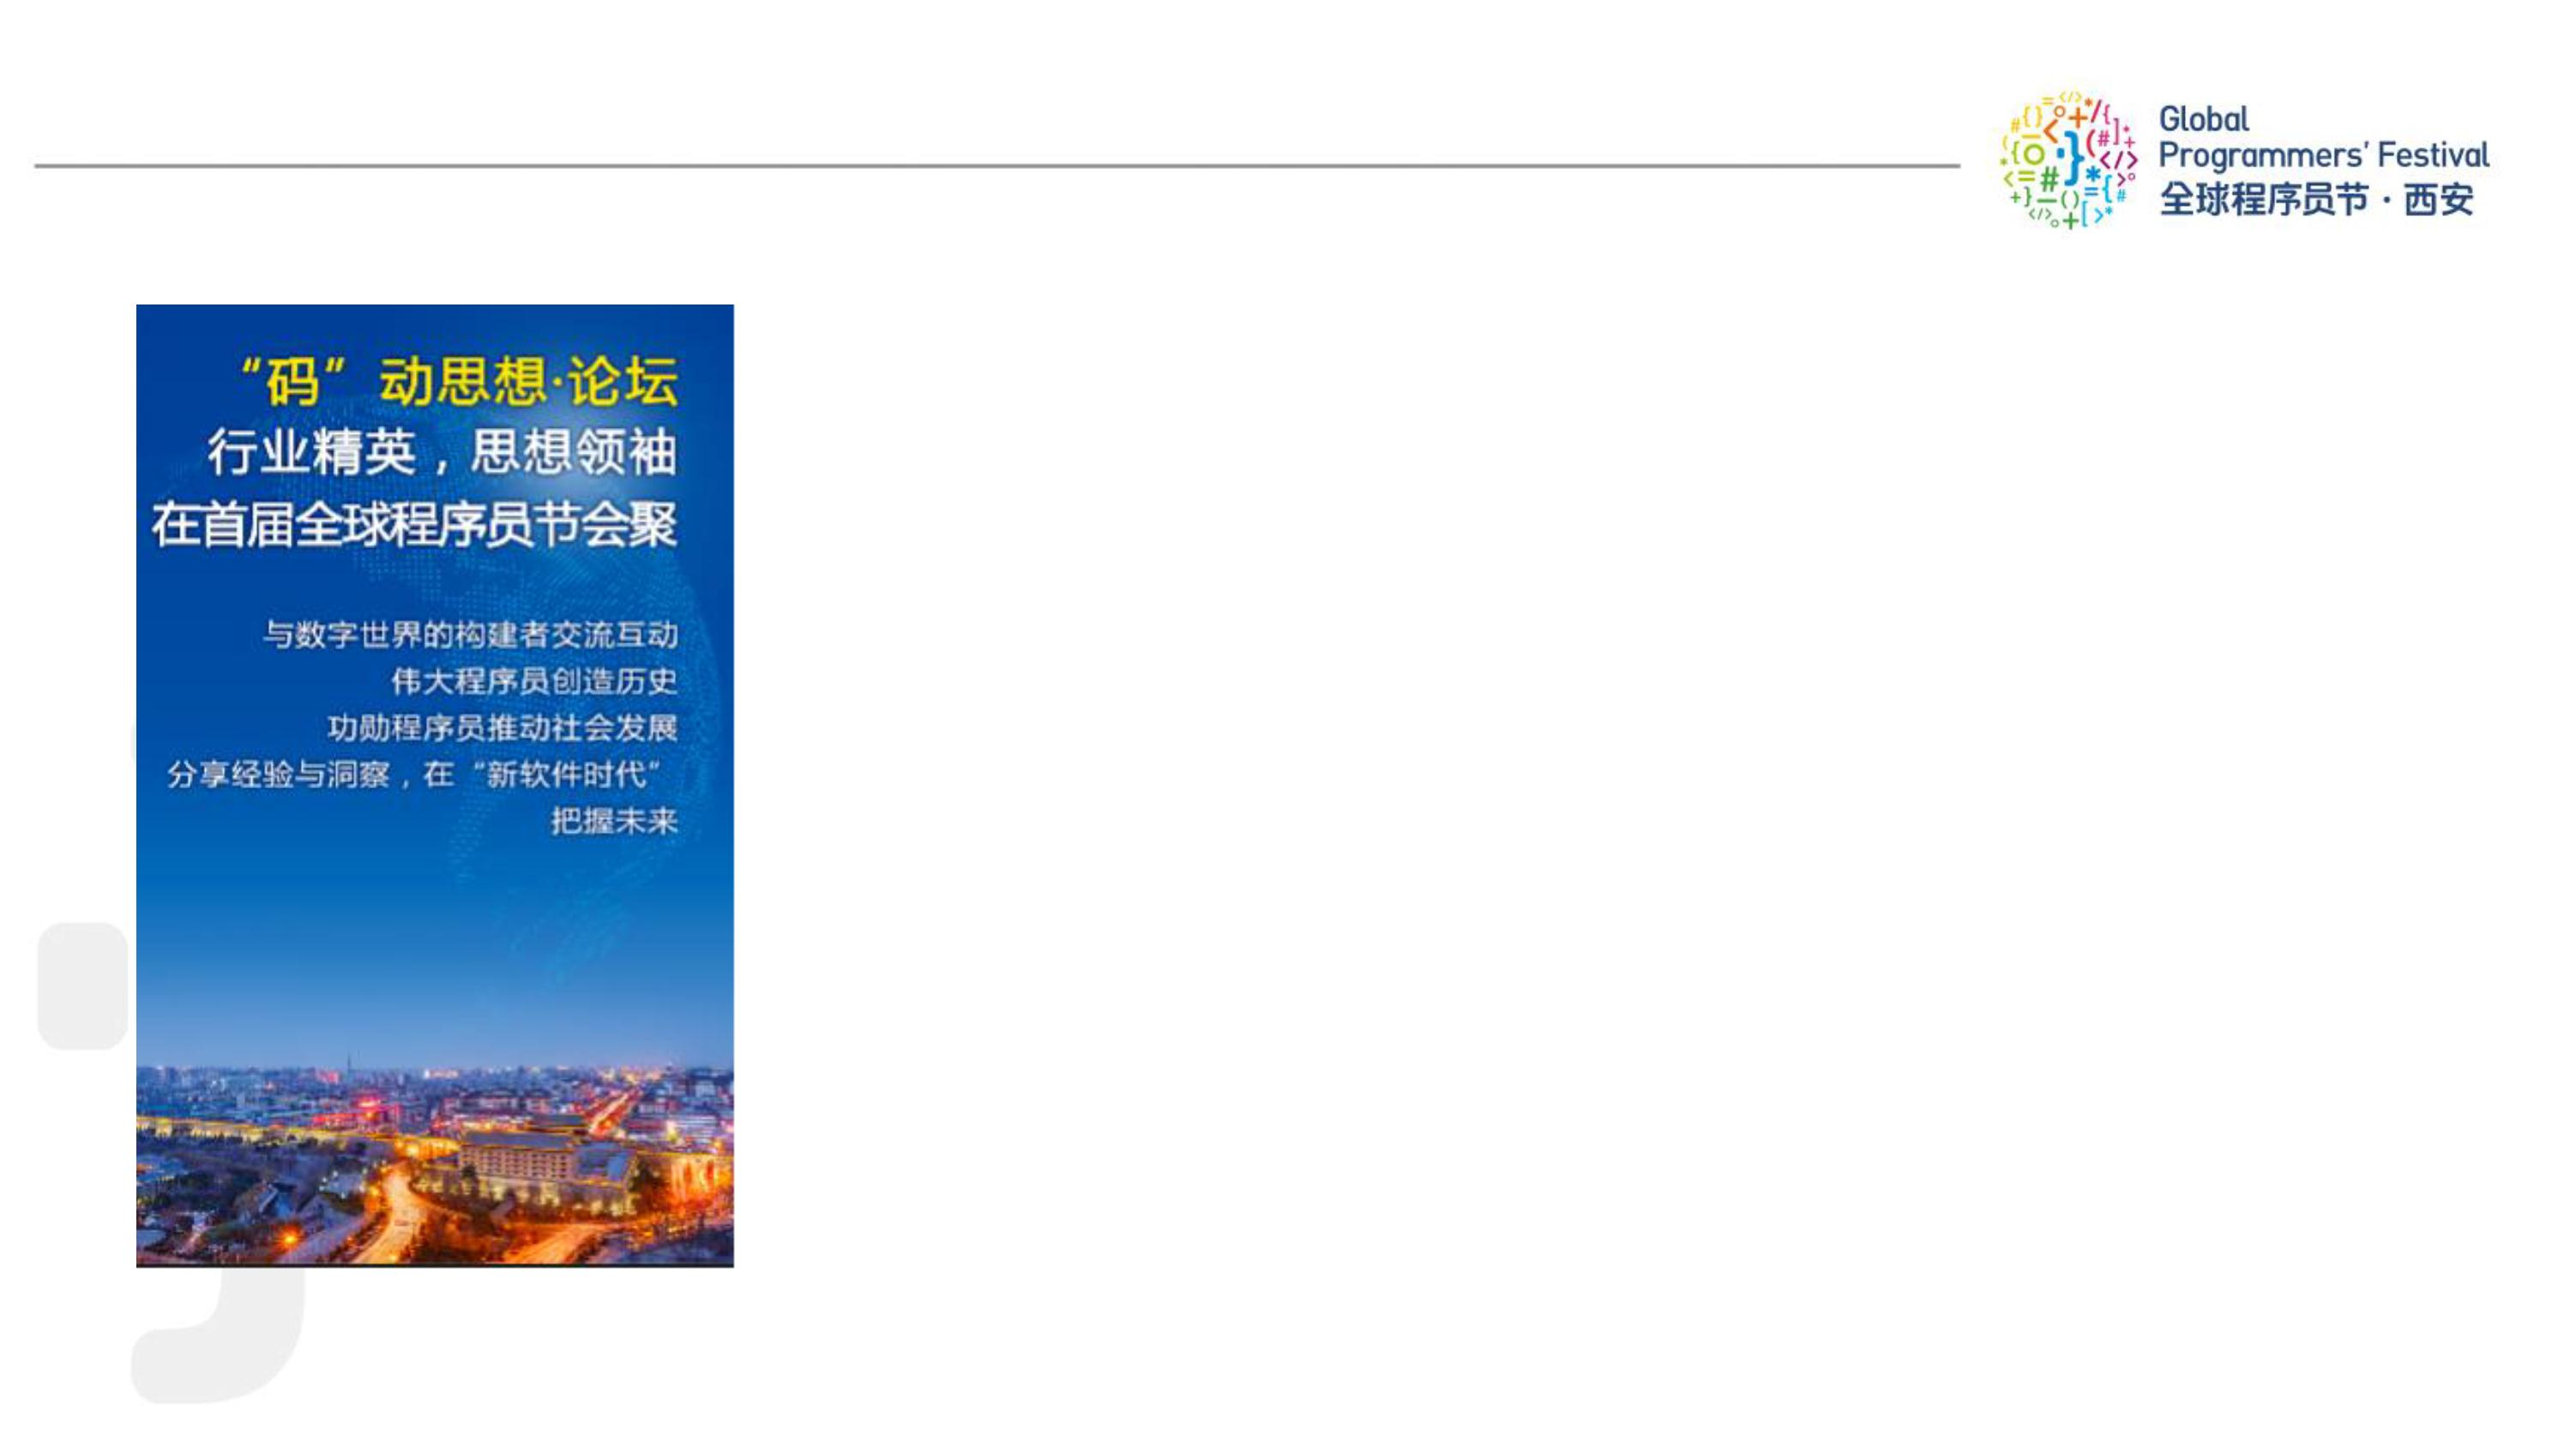 Global
Programmers' Festival
全球程序员节·西安
“码”动思想·论坛
行业精英，思想领袖
在首届全球程序员节会聚
与数字世界的构建者交流互动
伟大程序员创造历史
功勋程序员推动社会发展
分享经验与洞察，在“新软件时代”
把握未来